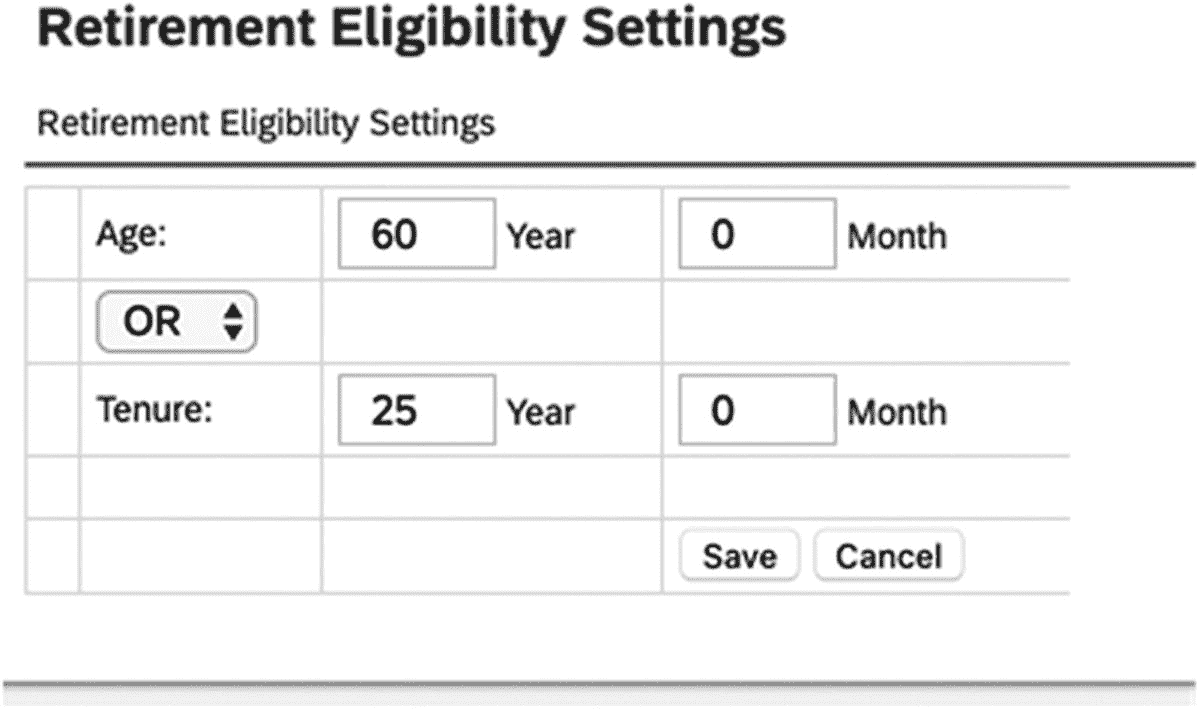 Retirement Eligibility Settings
Retirement Eligibility Settings
Age: 60 Year 0 Month
OR
Tenure: 25 Year 0 Month
Save Cancel